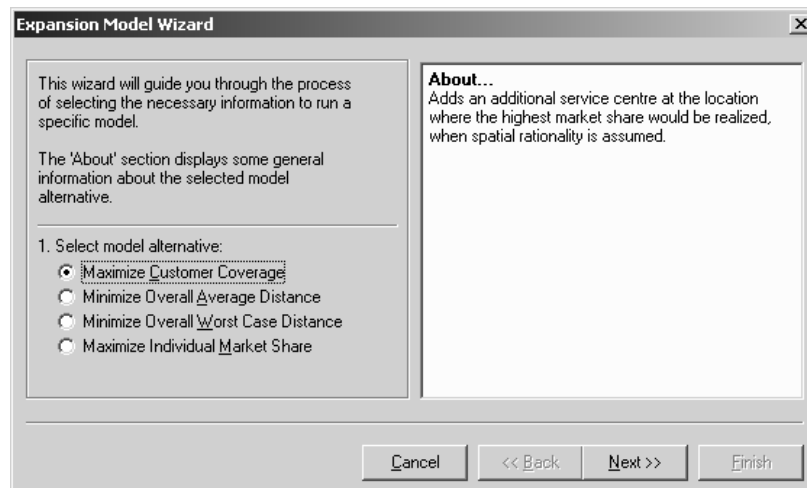 Expansion Model Wizard
This wizard will guide you through the process
of selecting the necessary information to run a
specific model.
The 'About' section displays some general
information about the selected model
alternative.
1. Select model alternative:
Maximize Customer Coverage
Minimize Overall Average Distance
Minimize Overall Worst Case Distance
Maximize Individual Market Share
About...
Adds an additional service centre at the location
where the highest market share would be realized,
when spatial rationality is assumed.
Cancel
<< Back
Next >>
Finish